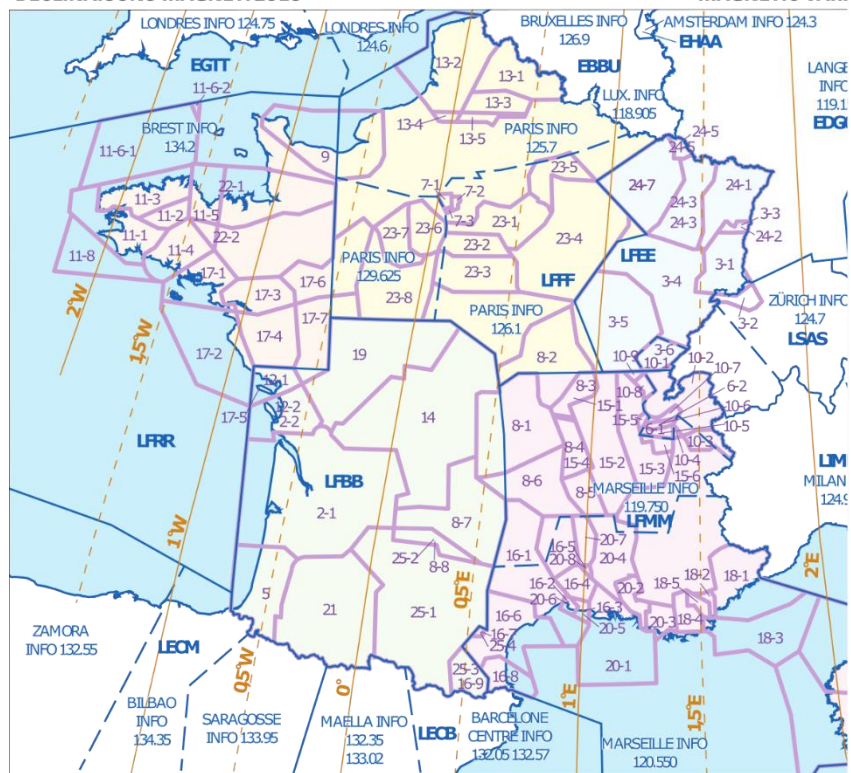 LONDRES INFO 124.75
LONDRES INFO
124.6
BRUXELLES INFO
126.9
AMSTERDAM INFO 124.3
EHAA
EGTT
EBBU
LANGE
INFO
EDG
11-6-2
13-2
13-1
LUX. INFO
118.905
BREST INFO
134.2
11-6-1
13-3
13-4
13-5
PARIS INFO
125.7
24-5
9
24-5
23-5
24-7
24-1
22-1
7-1
7-2
11-3
11-2
11-5
24-3
3-3
7-3
23-1
24-3
24-2
11-1
22-2
23-7
23-6
11-4
23-2
23-4
11-8
PARIS INFO
129.625
LFEE
3-1
17-1
23-3
LFFF
3-4
17-6
2°W
17-3
23-8
PARIS INFO
126.1
ZÜRICH INFO
124.7
3-2
17-7
3-5
LSAS
1,5°W
17-4
17-2
19
8-2
3-6
10-2
10-1
10-7
10-9
12-1
8-3
10-8
6-2
12-2
15-1
10-6
2-2
14
15-5
16-1
10-5
17-5
8-1
10-3
LFRR
8-4
15-4
15-2
10-4
15-3
15-6
LFBB
8-6
8-5
MARSEILLE INFO
119.750
LIM
MILAN
124.9
2-1
8-7
LFMM
1°W
16-5
20-7
25-2
16-1
20-8
20-4
8-8
0,5°E
2°E
16-2
16-4
18-2
18-1
18-5
20-2
5
20-6
21
25-1
16-6
16-3
20-3
18-4
20-5
18-3
16-7
25-4
ZAMORA
INFO 132.55
LECM
25-3
20-1
16-9
16-8
0,5°W
0°
1°E
1,5°E
BILBAO
INFO
134.35
SARAGOSSE
INFO 133.95
MAELLA INFO
132.35
133.02
LECB
BARCELONE
CENTRE INFO
132.05 132.57
MARSEILLE INFO
120.550